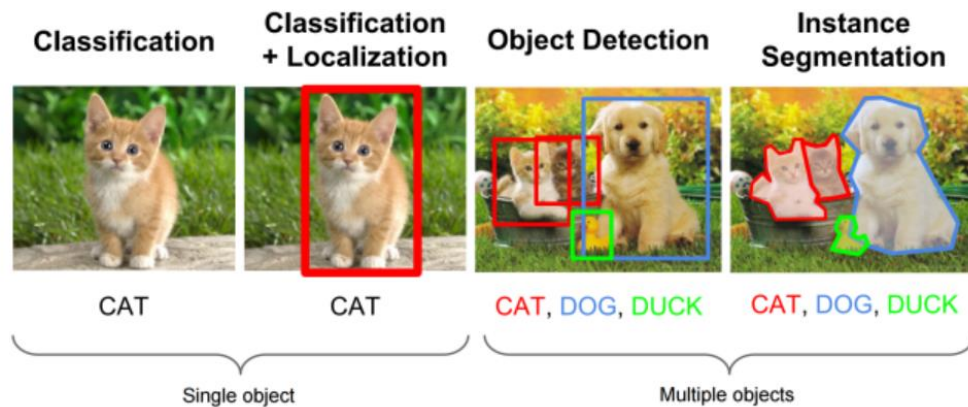 Classification
Classification
+ Localization
Object Detection
Instance
Segmentation
CAT
CAT
CAT, DOG, DUCK
CAT, DOG, DUCK
Single object
Multiple objects